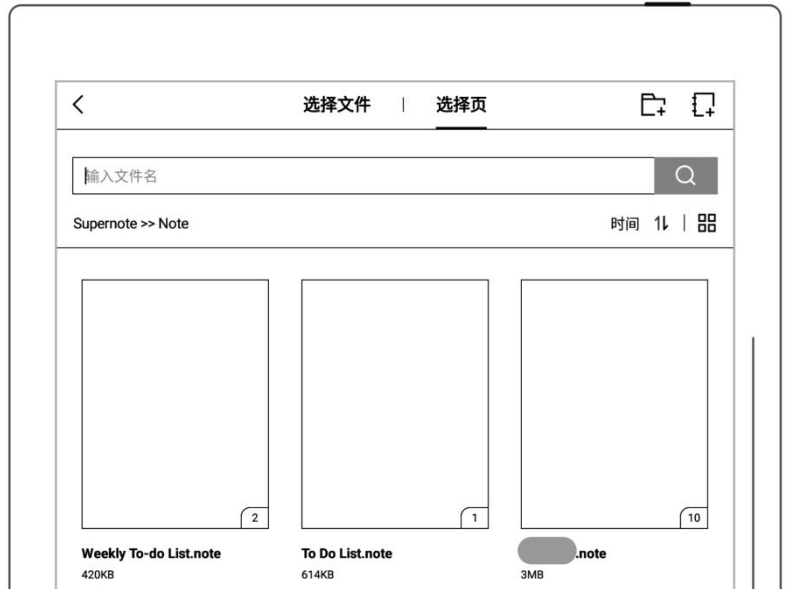 选择文件 | 选择页
输入文件名
Supernote >> Note 时间
2
1
10
Weekly To-do List.note
To Do List.note
.note
420KB
614KB
3MB